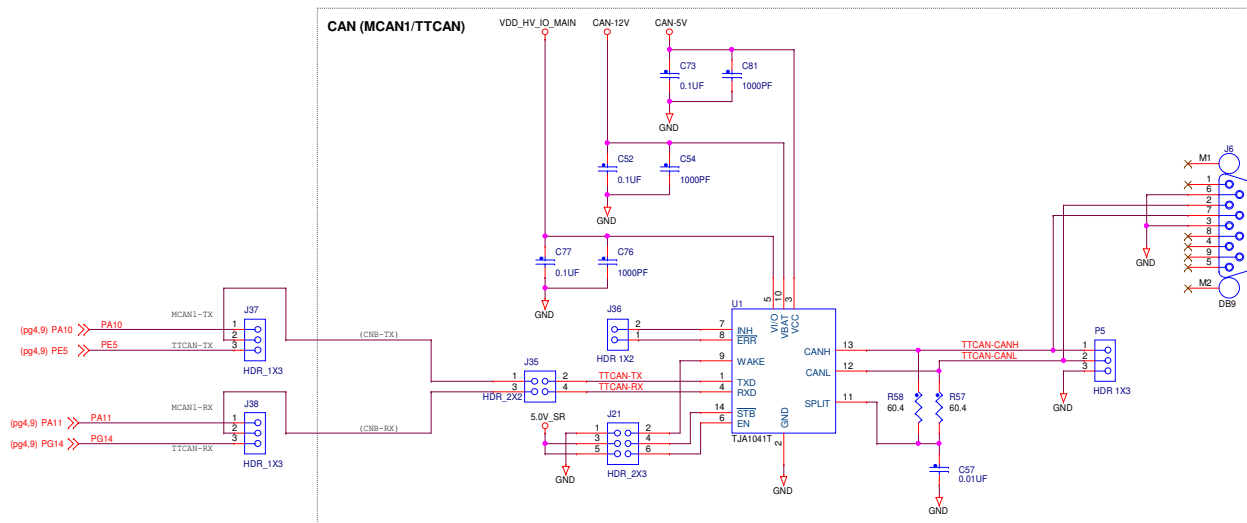 CAN (MCAN1/TTCAN)
VDD_HV_IO_MAIN
CAN-12V
CAN-5V
C73
0.1UF
C81
1000PF
GND
C52
0.1UF
C54
1000PF
GND
C77
0.1UF
C76
1000PF
GND
J6
M1
1
6
2
7
3
8
4
9
5
M2
DB9
GND
(pg4,9) PA10
PA10
(pg4,9) PE5
PE5
MCAN1-TX
TTCAN-TX
J37
1
2
3
HDR_1X3
(CNB-TX)
(pg4,9) PA11
PA11
(pg4,9) PG14
PG14
MCAN1-RX
TTCAN-RX
J38
1
2
3
HDR_1X3
(CNB-RX)
J36
2
1
HDR 1X2
J35
1
2
3
4
HDR_2X2
TTCAN-TX
TTCAN-RX
5.0V_SR
J21
1
2
3
4
5
6
HDR_2X3
GND
U1
5
10
3
VI/O
VBAT
VCC
7
INH
8
ERR
9
WAKE
1
TXD
4
RXD
14
STB
6
EN
CANH
13
CANL
12
SPLIT
11
GND
2
TJA1041T
GND
TTCAN-CANH
TTCAN-CANL
R58
60.4
R57
60.4
C57
0.01UF
GND
P5
1
2
3
HDR 1X3
GND